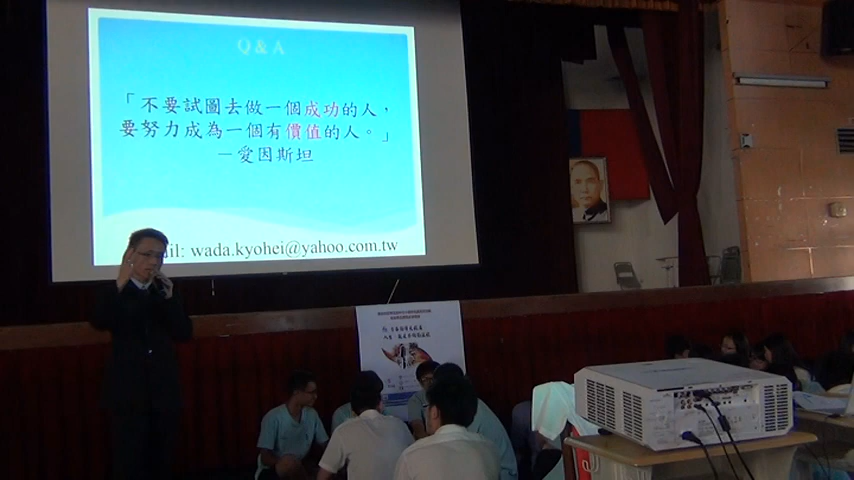 Q & A
「不要試圖去做一個成功的人，
要努力成為一個有價值的人。」
－愛因斯坦
ail: wada.kyohei@yahoo.com.tw